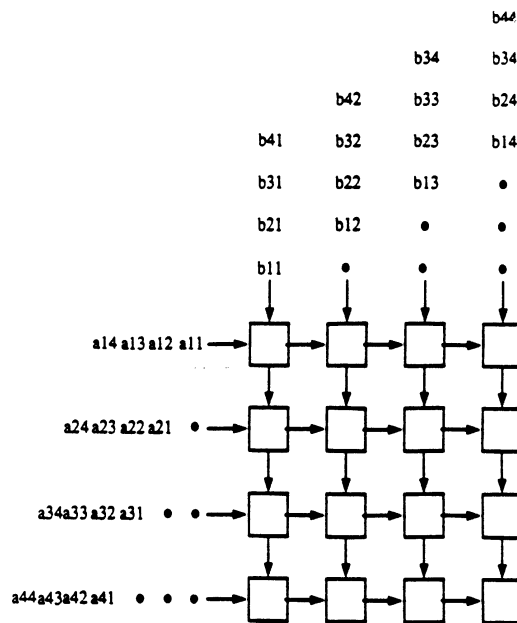 b44
b34 b34
b42 b33 b24
b41 b32 b23 b14
b31 b22 b13
b21 b12
b11
a14 a13 a12 a11
a24 a23 a22 a21
a34 a33 a32 a31
a44 a43 a42 a41